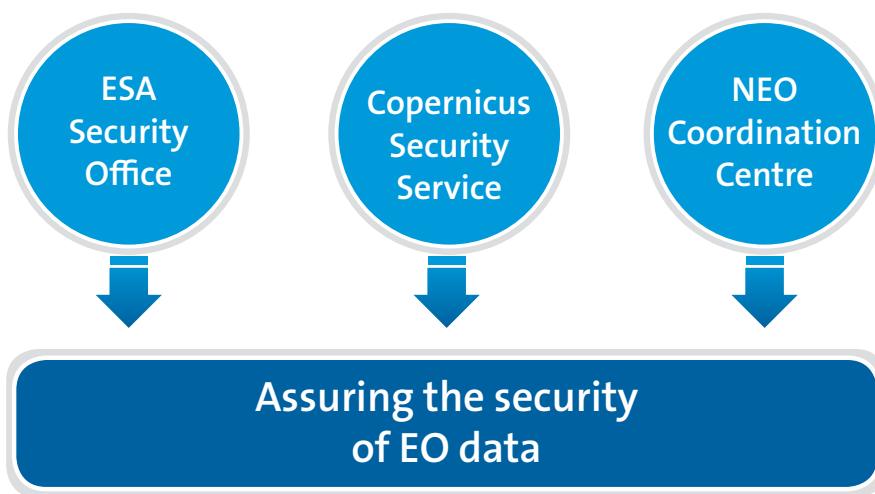 ESA
Security
Office
Copernicus
Security
Service
NEO
Coordination
Centre
Assuring the security
of EO data